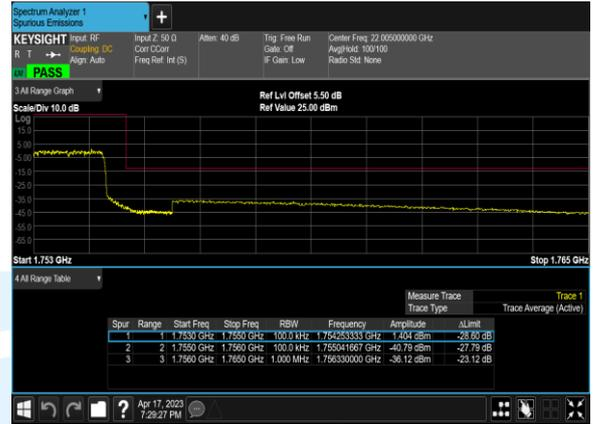 Spectrum Analyzer 1
Spurious Emissions
KEYSIGHT Input: RF Input Z: 50 Ω Atten: 40 dB Trig: Free Run Center Freq: 22.005000000 GHz
R T Coupling: DC Corr CCorr Gate: Off Avg|Hold: 100/100
Align: Auto Freq Ref: Int (S) IF Gain: Low Radio Std: None
PASS
3 All Range Graph
Ref Lvl Offset 5.50 dB
Scale/Div 10.0 dB Ref Value 25.00 dBm
Log
15.0
5.00
-5.00
-15.0
-25.0
-35.0
-45.0
-55.0
-65.0
Start 1.753 GHz Stop 1.765 GHz
4 All Range Table
Measure Trace Trace 1
Trace Type Trace Average (Active)
Spur Range Start Freq Stop Freq RBW Frequency Amplitude ΔLimit
1 1 1.7530 GHz 1.7550 GHz 100.0 kHz 1.754253333 GHz 1.404 dBm -28.60 dB
2 2 1.7550 GHz 1.7560 GHz 100.0 kHz 1.755041667 GHz -40.79 dBm -27.79 dB
3 3 1.7560 GHz 1.7650 GHz 1.000 MHz 1.756330000 GHz -36.12 dBm -23.12 dB
Apr 17, 2023
7:29:27 PM